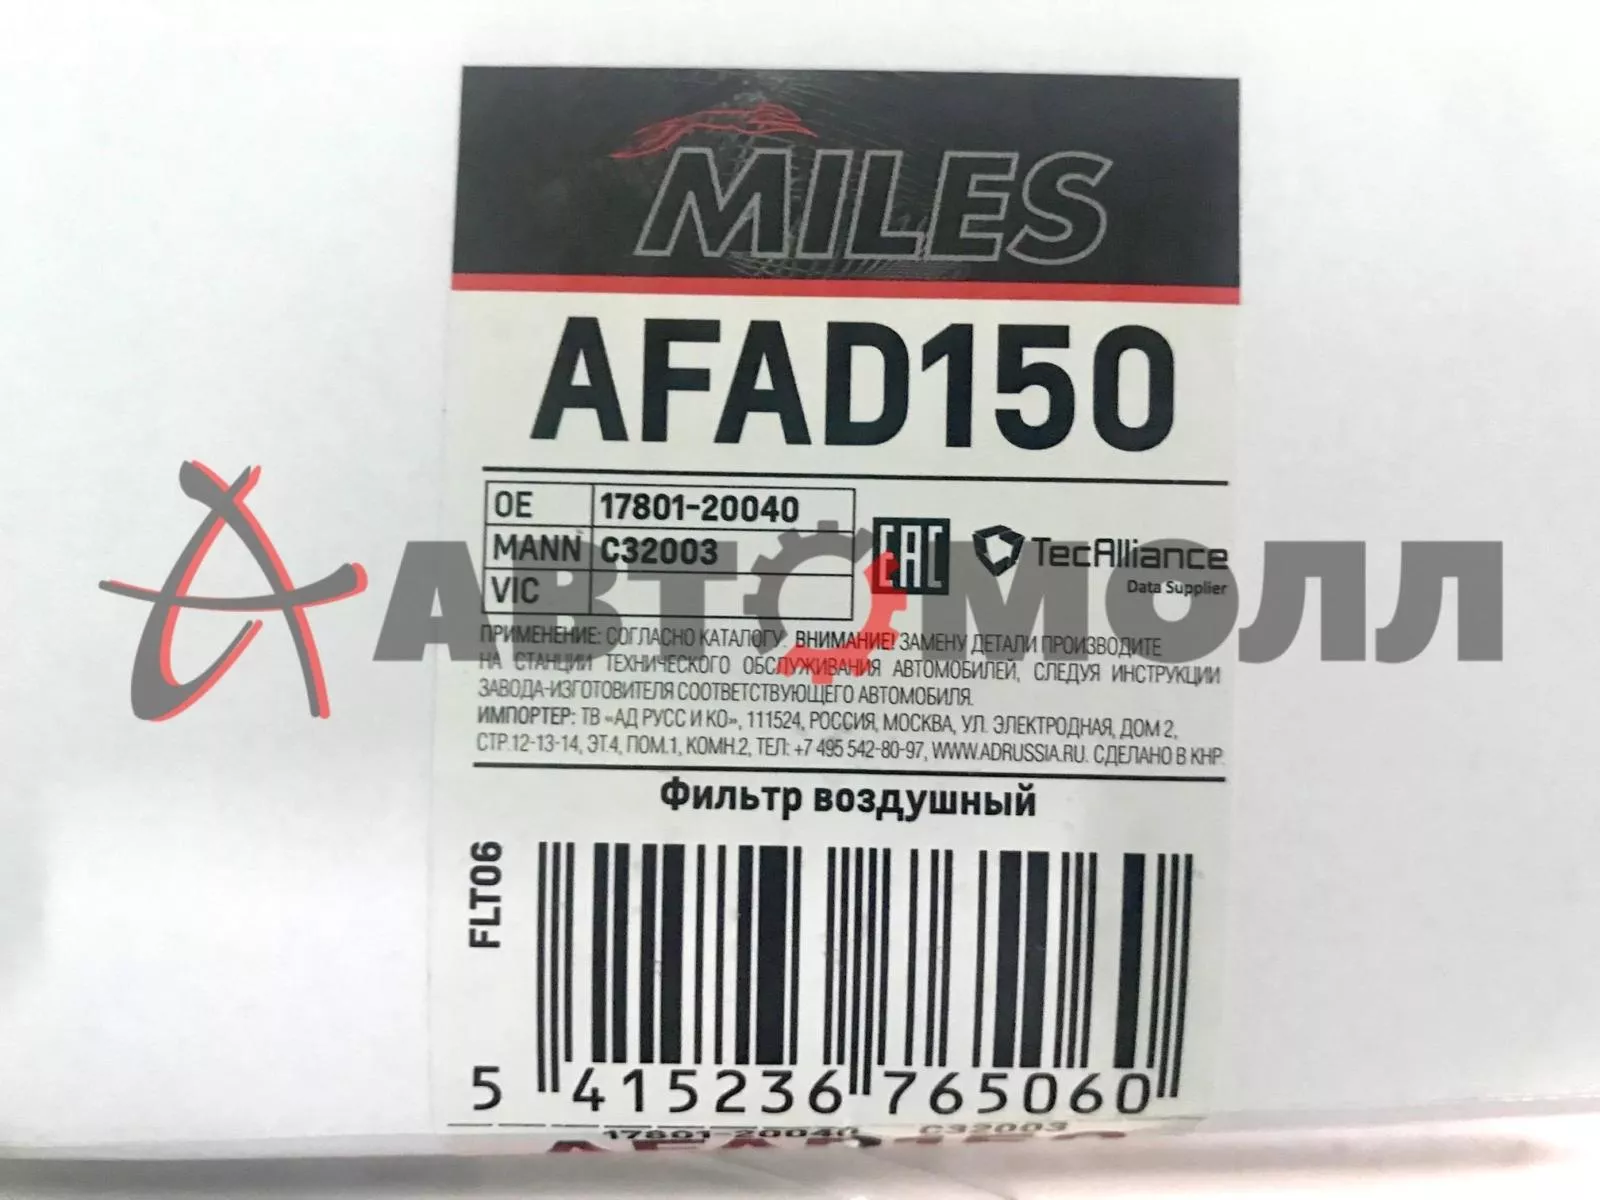 MILES
AFAD150
OE 17801-20040
MANN C32003
VIC
EAC
TecAlliance
Data Supplier
АВТОМОЛЛ
ПРИМЕНЕНИЕ: СОГЛАСНО КАТАЛОГУ. ВНИМАНИЕ! ЗАМЕНУ ДЕТАЛИ ПРОИЗВОДИТЕ
НА СТАНЦИИ ТЕХНИЧЕСКОГО ОБСЛУЖИВАНИЯ АВТОМОБИЛЕЙ, СЛЕДУЯ ИНСТРУКЦИИ
ЗАВОДА-ИЗГОТОВИТЕЛЯ СООТВЕТСТВУЮЩЕГО АВТОМОБИЛЯ.
ИМПОРТЕР: ТВ «АД РУСС И КО», 111524, РОССИЯ, МОСКВА, УЛ. ЭЛЕКТРОДНАЯ, ДОМ 2,
СТР.12-13-14, ЭТ.4, ПОМ.1, КОМН.2, ТЕЛ: +7 495 542-80-97, WWW.ADRUSSIA.RU. СДЕЛАНО В КНР
Фильтр воздушный
FLT06
5 415236 765060
17801-20040 C32003